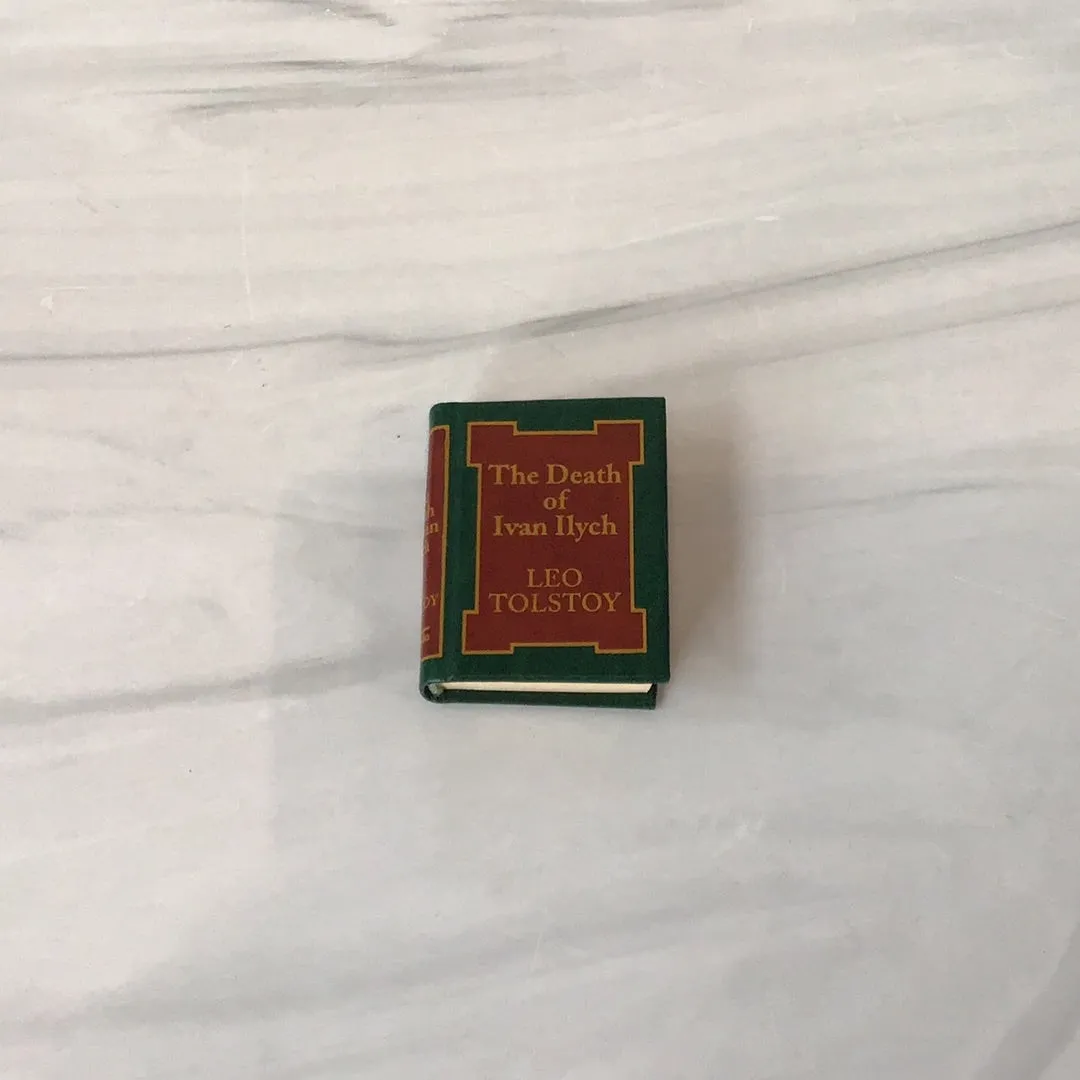 The Death
of
Ivan Ilych
LEO
TOLSTOY